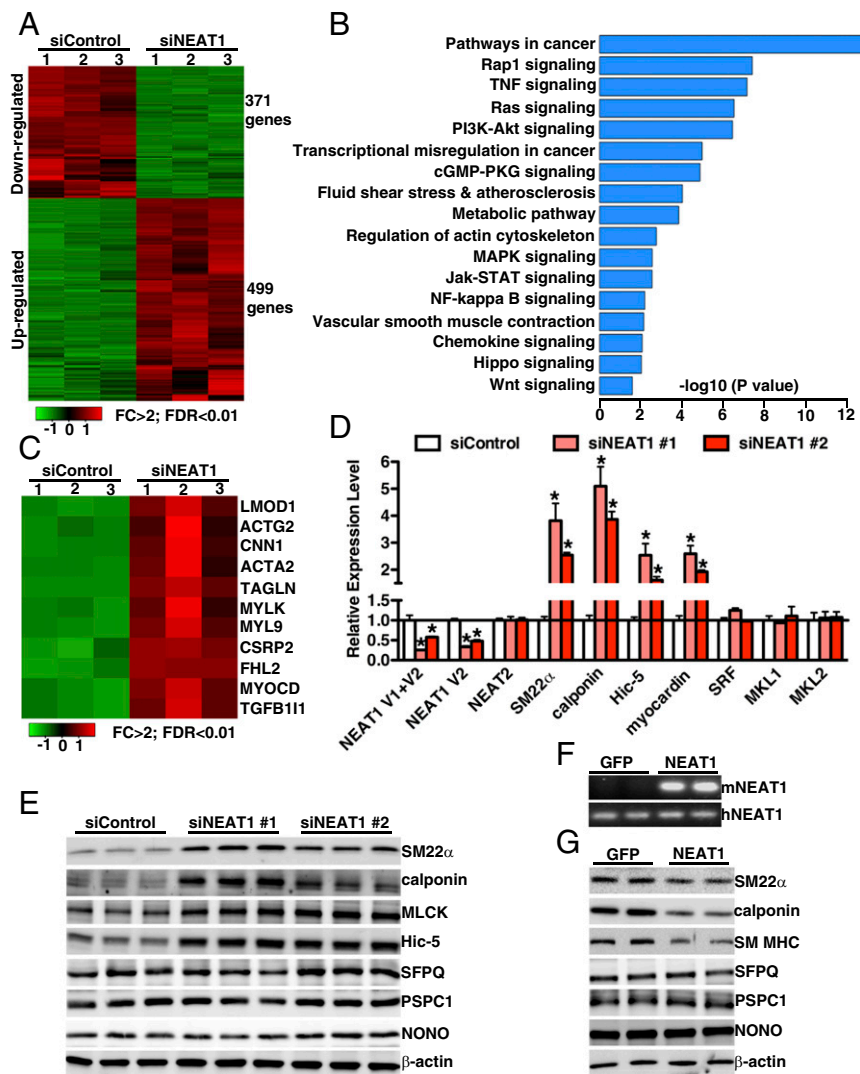 A
siControl siNEAT1
1 2 3 1 2 3
Down-regulated
371
genes
Up-regulated
499
genes
-1 0 1
FC>2; FDR<0.01
B
Pathways in cancer
Rap1 signaling
TNF signaling
Ras signaling
PI3K-Akt signaling
Transcriptional misregulation in cancer
cGMP-PKG signaling
Fluid shear stress & atherosclerosis
Metabolic pathway
Regulation of actin cytoskeleton
MAPK signaling
Jak-STAT signaling
NF-kappa B signaling
Vascular smooth muscle contraction
Chemokine signaling
Hippo signaling
Wnt signaling
-log10 (P value)
0 2 4 6 8 10 12
C
siControl siNEAT1
1 2 3 1 2 3
LMOD1
ACTG2
CNN1
ACTA2
TAGLN
MYLK
MYL9
CSRP2
FHL2
MYOCD
TGFB1I1
-1 0 1
FC>2; FDR<0.01
D
siControl siNEAT1 #1 siNEAT1 #2
Relative Expression Level
6
5
4
3
2
1.5
1.0
0.5
0.0
* * * * * * * * * * * *
NEAT1 V1+V2
NEAT1 V2
NEAT2
SM22α
calponin
Hic-5
myocardin
SRF
MKL1
MKL2
E
siControl siNEAT1 #1 siNEAT1 #2
SM22α
calponin
MLCK
Hic-5
SFPQ
PSPC1
NONO
β-actin
F
GFP NEAT1
mNEAT1
hNEAT1
G
GFP NEAT1
SM22α
calponin
SM MHC
SFPQ
PSPC1
NONO
β-actin